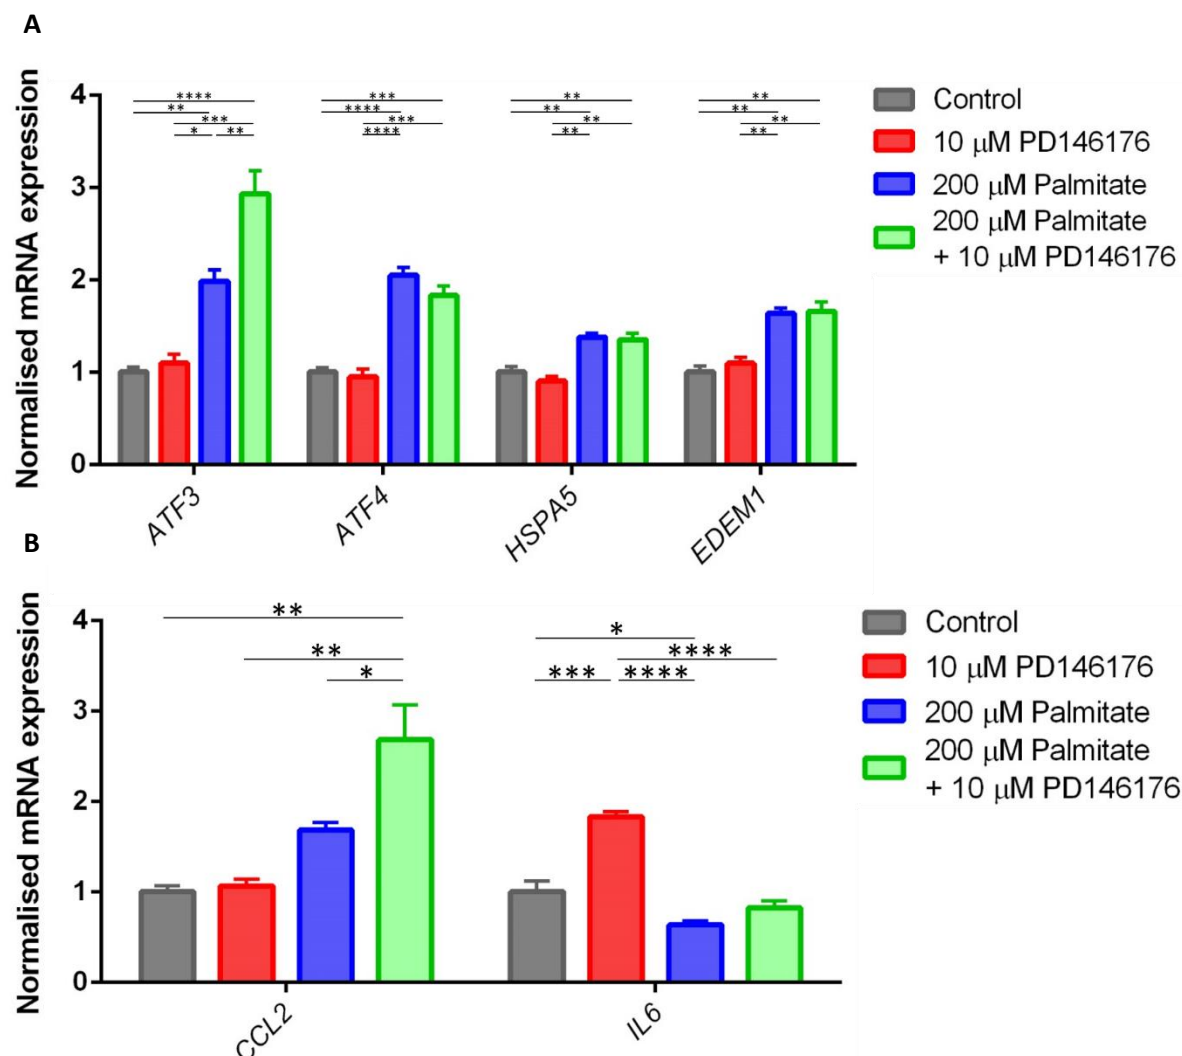 A
Normalised mRNA expression
4
3
2
1
0
**** *** ** **
** **** ** **
*** *** ** **
* ** **** ** **
ATF3
ATF4
HSPA5
EDEM1
Control
10 μM PD146176
200 μM Palmitate
200 μM Palmitate
+ 10 μM PD146176
B
Normalised mRNA expression
4
3
2
1
0
**
**
*
*
****
*** ****
CCL2
IL6
Control
10 μM PD146176
200 μM Palmitate
200 μM Palmitate
+ 10 μM PD146176